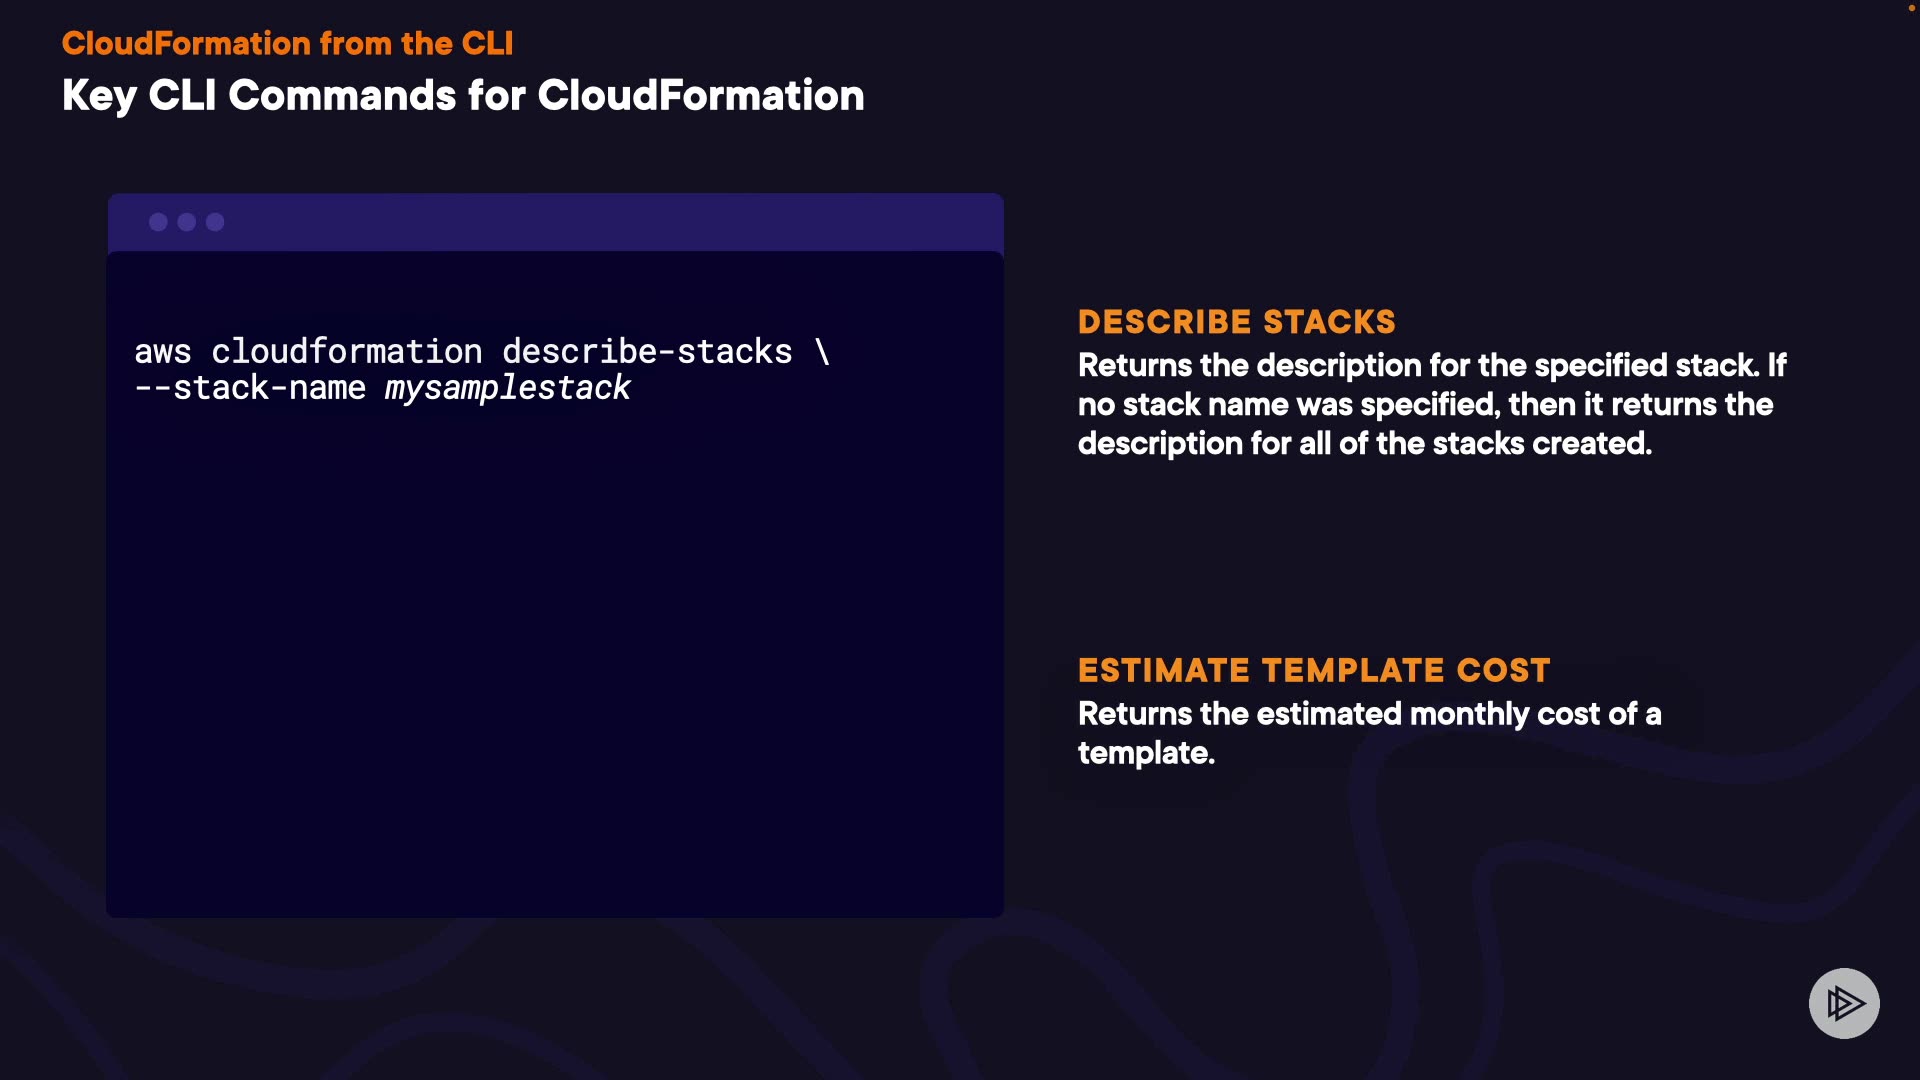 CloudFormation from the CLI
Key CLI Commands for CloudFormation
aws cloudformation describe-stacks \
--stack-name mysamplestack
DESCRIBE STACKS
Returns the description for the specified stack. If
no stack name was specified, then it returns the
description for all of the stacks created.
ESTIMATE TEMPLATE COST
Returns the estimated monthly cost of a
template.